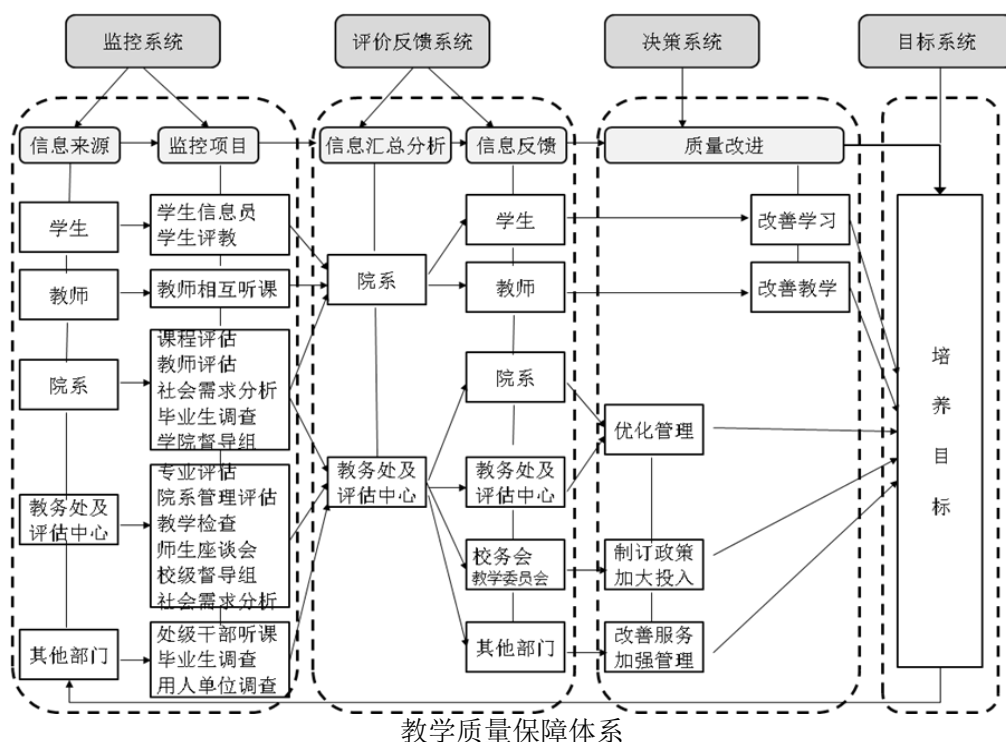 监控系统
评价反馈系统
决策系统
目标系统
信息来源
监控项目
信息汇总分析
信息反馈
质量改进
学生
教师
院系
教务处及
评估中心
其他部门
学生信息员
学生评教
教师相互听课
课程评估
教师评估
社会需求分析
毕业生调查
学院督导组
专业评估
院系管理评估
教学检查
师生座谈会
校级督导组
社会需求分析
处级干部听课
毕业生调查
用人单位调查
院系
教务处及
评估中心
学生
教师
院系
教务处及
评估中心
校务会
教学委员会
其他部门
改善学习
改善教学
优化管理
制订政策
加大投入
改善服务
加强管理
培
养
目
标
教学质量保障体系